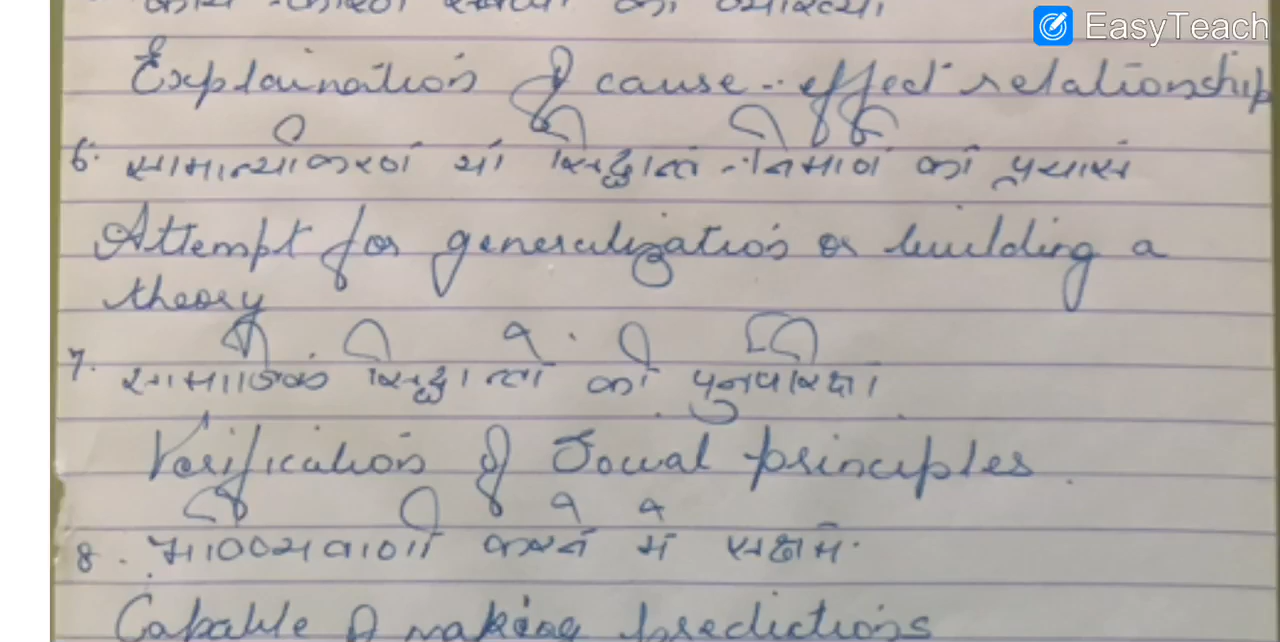 EasyTeach
कार्य-कारण संबंधों की व्याख्या
Explaination of cause-effect relationship
6. सामान्यीकरण या सिद्धान्त निर्माण का प्रयास
Attempt for generalization or building a
theory
7. सामाजिक सिद्धान्तों की पुनर्परीक्षा
Verification of Social principles.
8. भविष्यवाणी करने में सक्षम
Capable of making predictions